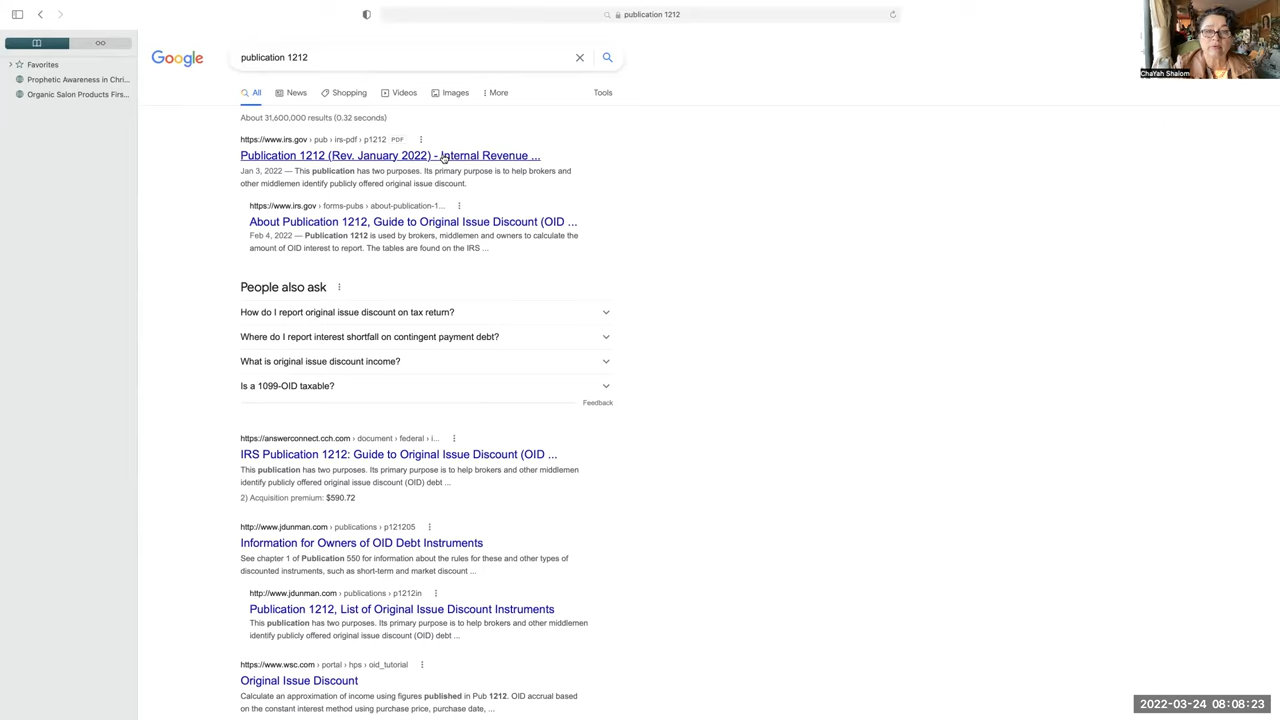 publication 1212
Favorites
Prophetic Awareness in Chri...
Organic Salon Products Firs...
ChaYah Shalom
Google
publication 1212
All
News
Shopping
Videos
Images
More
Tools
About 31,600,000 results (0.32 seconds)
https://www.irs.gov › pub › irs-pdf › p1212 PDF
Publication 1212 (Rev. January 2022) - Internal Revenue ...
Jan 3, 2022 — This publication has two purposes. Its primary purpose is to help brokers and
other middlemen identify publicly offered original issue discount.
https://www.irs.gov › forms-pubs › about-publication-1...
About Publication 1212, Guide to Original Issue Discount (OID ...
Feb 4, 2022 — Publication 1212 is used by brokers, middlemen and owners to calculate the
amount of OID interest to report. The tables are found on the IRS ...
People also ask
How do I report original issue discount on tax return?
Where do I report interest shortfall on contingent payment debt?
What is original issue discount income?
Is a 1099-OID taxable?
Feedback
https://answerconnect.cch.com › document › federal › i...
IRS Publication 1212: Guide to Original Issue Discount (OID ...
This publication has two purposes. Its primary purpose is to help brokers and other middlemen
identify publicly offered original issue discount (OID) debt ...
2) Acquisition premium: $590.72
http://www.jdunman.com › publications › p121205
Information for Owners of OID Debt Instruments
See chapter 1 of Publication 550 for information about the rules for these and other types of
discounted instruments, such as short-term and market discount ...
http://www.jdunman.com › publications › p1212in
Publication 1212, List of Original Issue Discount Instruments
This publication has two purposes. Its primary purpose is to help brokers and other middlemen
identify publicly offered original issue discount (OID) debt ...
https://www.wsc.com › portal › hps › oid_tutorial
Original Issue Discount
Calculate an approximation of income using figures published in Pub 1212. OID accrual based
on the constant interest method using purchase price, purchase date, ...
2022-03-24 08:08:23